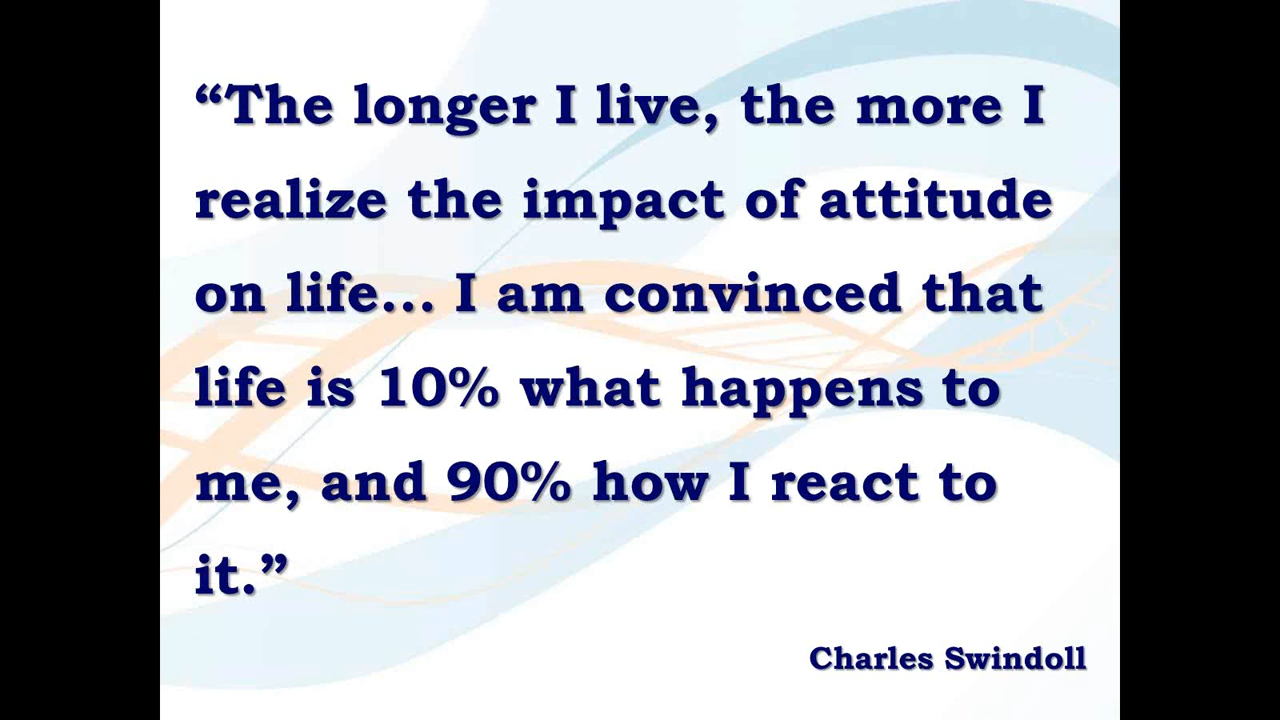 “The longer I live, the more I
realize the impact of attitude
on life... I am convinced that
life is 10% what happens to
me, and 90% how I react to
it.”
Charles Swindoll